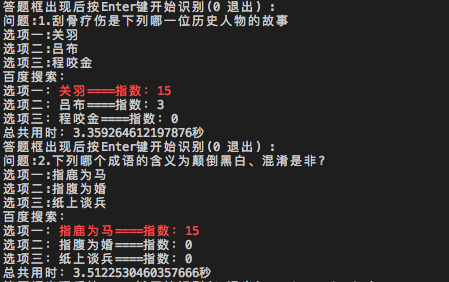 答题框出现后按Enter键开始识别(0 退出) :
问题:1.刮骨疗伤是下列哪一位历史人物的故事
选项一:关羽
选项二:吕布
选项三:程咬金
百度搜索:
选项一: 关羽====指数: 15
选项二: 吕布====指数: 3
选项三: 程咬金====指数: 0
总共用时: 3.359264612197876秒
答题框出现后按Enter键开始识别(0 退出) :
问题:2.下列哪个成语的含义为颠倒黑白、混淆是非?
选项一:指鹿为马
选项二:指腹为婚
选项三:纸上谈兵
百度搜索:
选项一: 指鹿为马====指数: 15
选项二: 指腹为婚====指数: 0
选项三: 纸上谈兵====指数: 0
总共用时: 3.5122530460357666秒